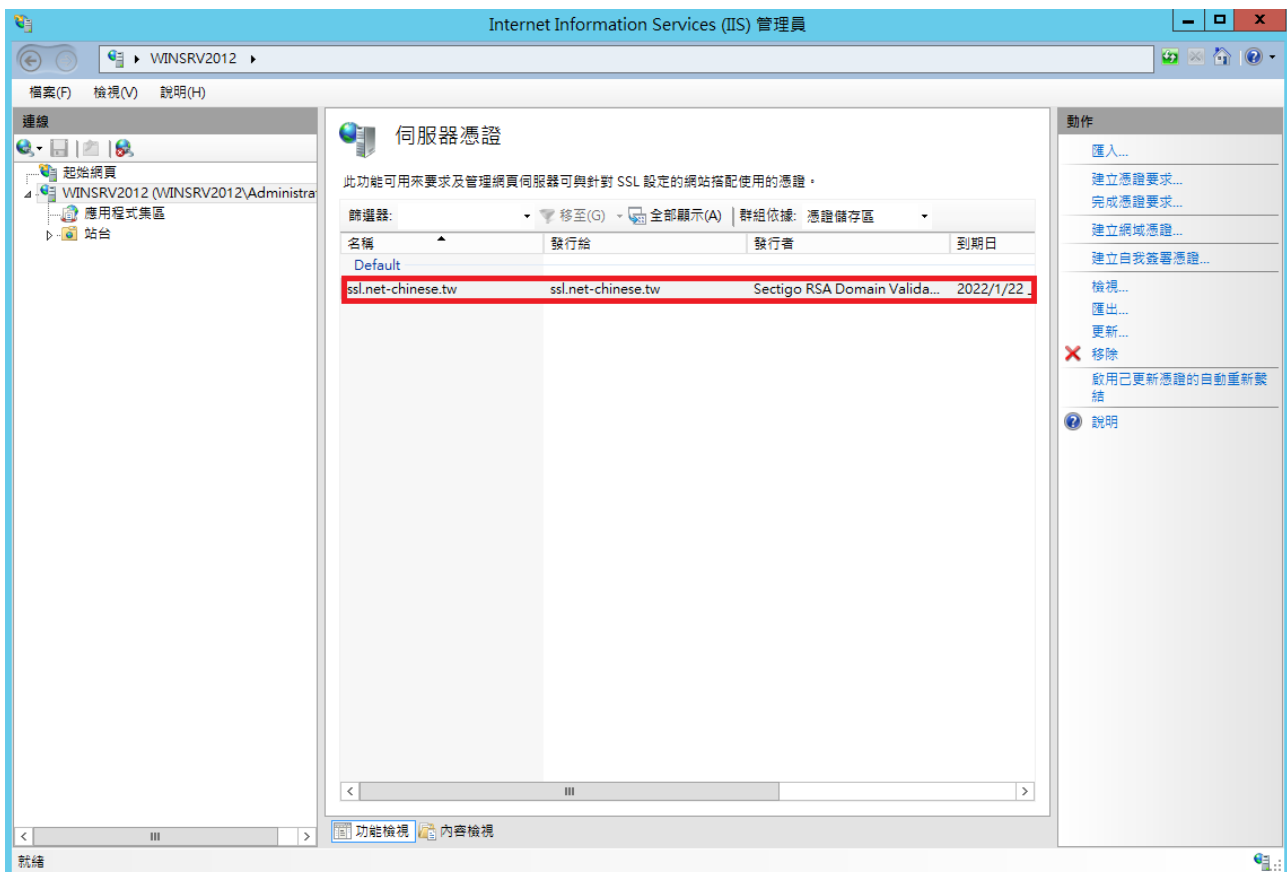 Internet Information Services (IIS) 管理員
WINSRV2012
檔案(F) 檢視(V) 說明(H)
連線
起始網頁
WINSRV2012 (WINSRV2012\Administra
應用程式集區
站台
伺服器憑證
此功能可用來要求及管理網頁伺服器可與針對 SSL 設定的網站搭配使用的憑證。
篩選器: 移至(G) 全部顯示(A) 群組依據: 憑證儲存區
名稱 發行給 發行者 到期日
Default
ssl.net-chinese.tw ssl.net-chinese.tw Sectigo RSA Domain Valida... 2022/1/22
功能檢視 內容檢視
動作
匯入...
建立憑證要求...
完成憑證要求...
建立網域憑證...
建立自我簽署憑證...
檢視...
匯出...
更新...
移除
啟用已更新憑證的自動重新繫
結
說明
就緒